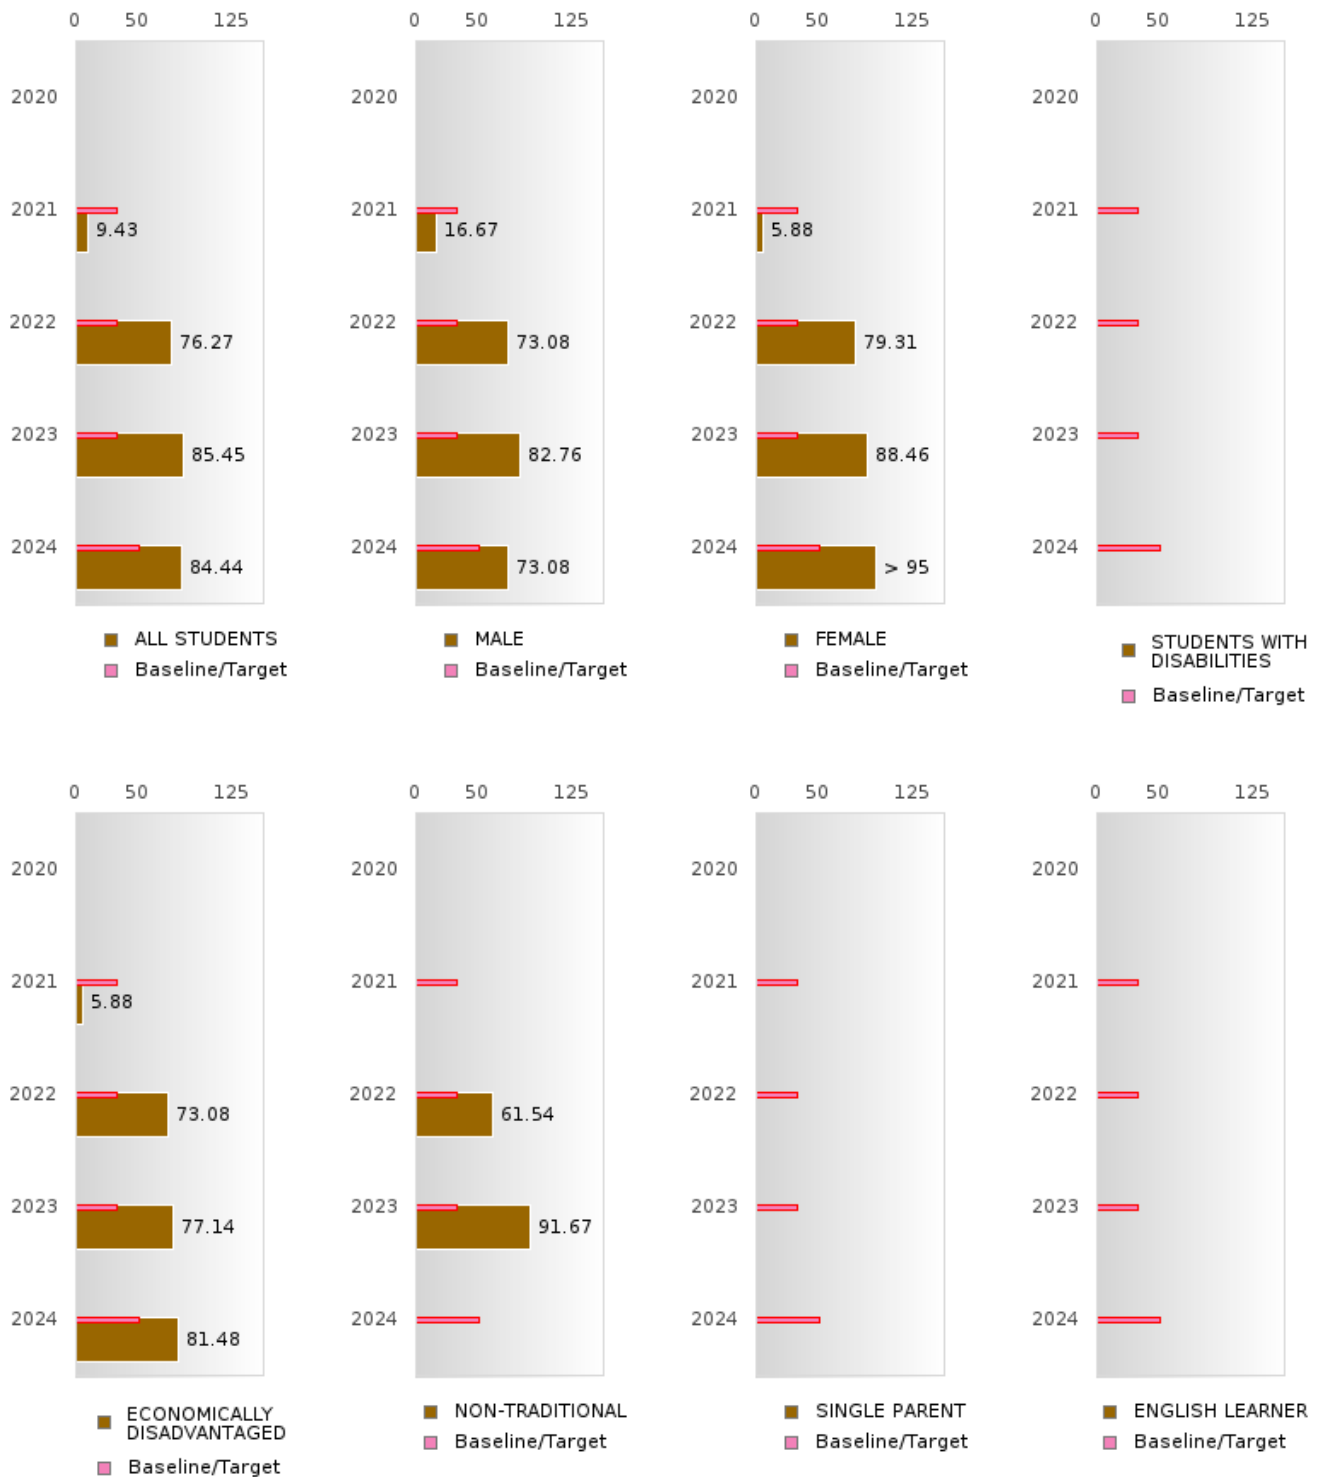 0 50 125
2020
2021
9.43
2022
76.27
2023
85.45
2024
84.44
ALL STUDENTS
Baseline/Target
0 50 125
2020
2021
16.67
2022
73.08
2023
82.76
2024
73.08
MALE
Baseline/Target
0 50 125
2020
2021
5.88
2022
79.31
2023
88.46
2024
> 95
FEMALE
Baseline/Target
0 50 125
2020
2021
2022
2023
2024
STUDENTS WITH
DISABILITIES
Baseline/Target
0 50 125
2020
2021
5.88
2022
73.08
2023
77.14
2024
81.48
ECONOMICALLY
DISADVANTAGED
Baseline/Target
0 50 125
2020
2021
2022
61.54
2023
91.67
2024
NON-TRADITIONAL
Baseline/Target
0 50 125
2020
2021
2022
2023
2024
SINGLE PARENT
Baseline/Target
0 50 125
2020
2021
2022
2023
2024
ENGLISH LEARNER
Baseline/Target